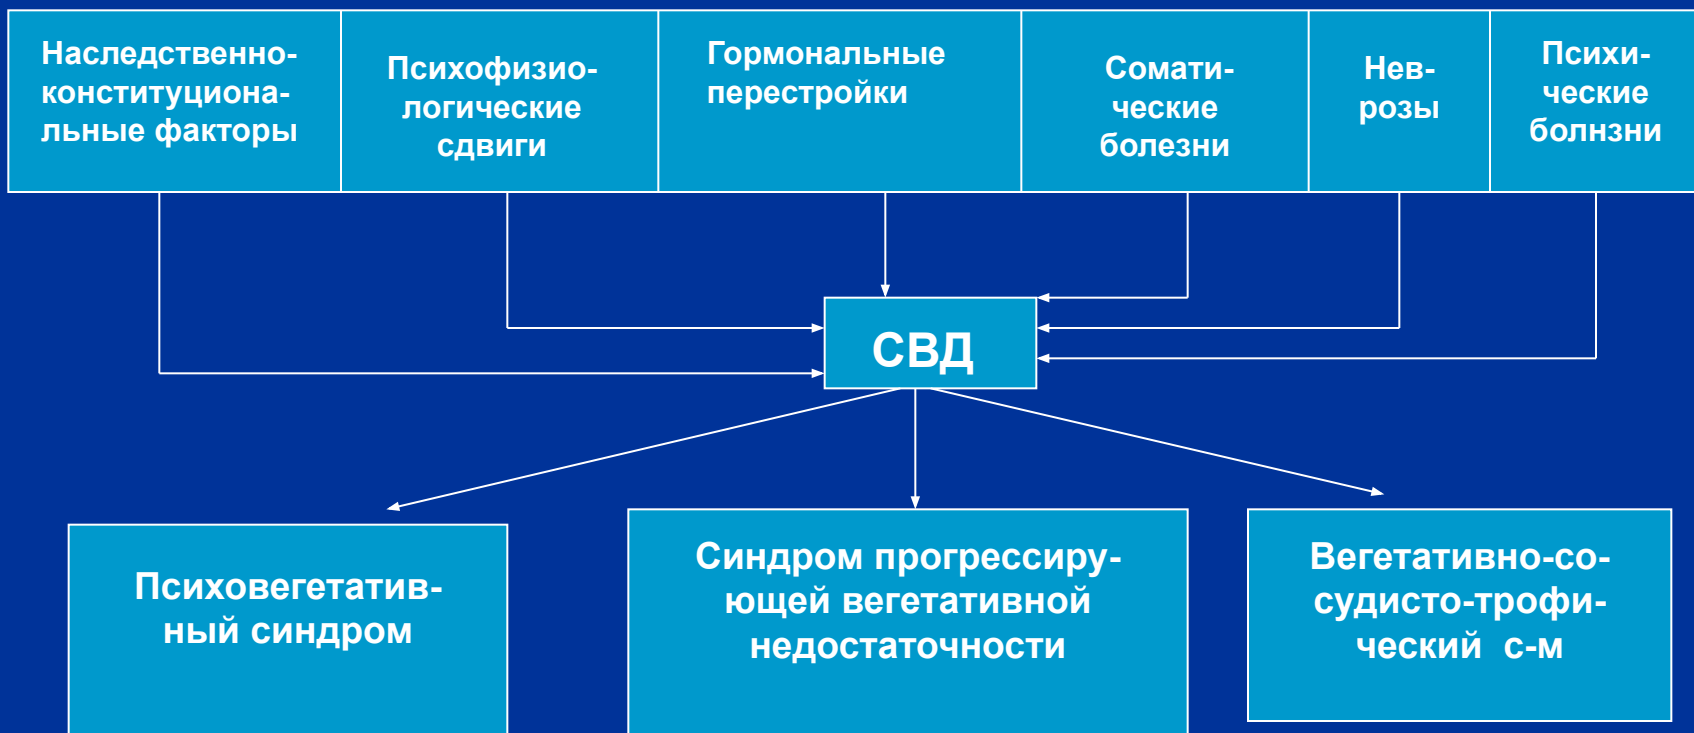 Наследственно-
конституциона-
льные факторы
Психофизио-
логические
сдвиги
Гормональные
перестройки
Сомати-
ческие
болезни
Нев-
розы
Психи-
ческие
болнзни
СВД
Психовегетатив-
ный синдром
Синдром прогрессиру-
ющей вегетативной
недостаточности
Вегетативно-со-
судисто-трофи-
ческий с-м